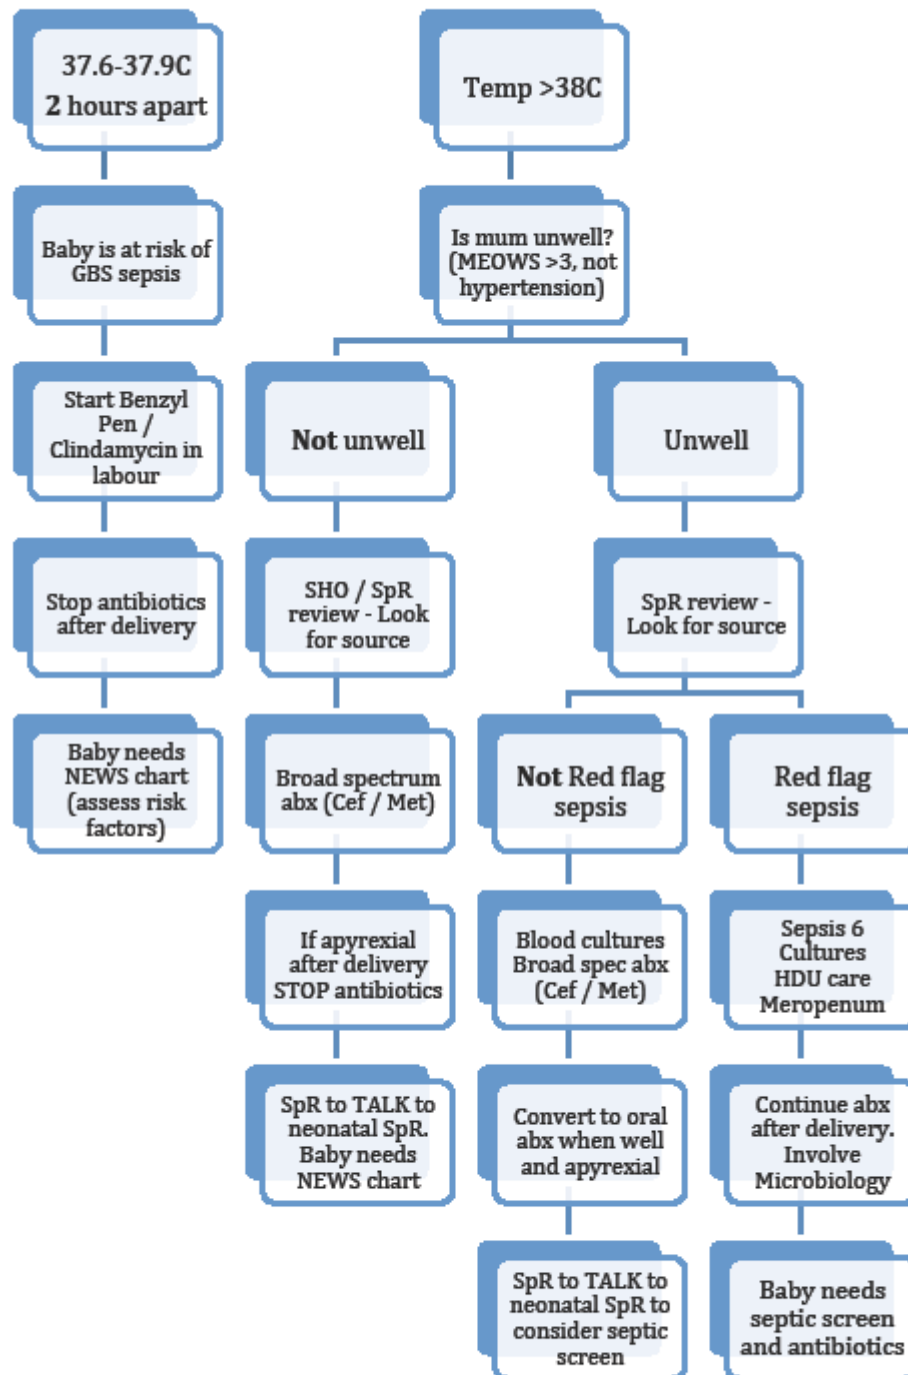 37.6-37.9C
2 hours apart
Baby is at risk of
GBS sepsis
Start Benzyl
Pen /
Clindamycin in
labour
Stop antibiotics
after delivery
Baby needs
NEWS chart
(assess risk
factors)
Temp >38C
Is mum unwell?
(MEOWS >3, not
hypertension)
Not unwell
SHO / SpR
review - Look
for source
Broad spectrum
abx (Cef / Met)
If apyrexial
after delivery
STOP antibiotics
SpR to TALK to
neonatal SpR.
Baby needs
NEWS chart
Unwell
SpR review -
Look for source
Not Red flag
sepsis
Blood cultures
Broad spec abx
(Cef / Met)
Convert to oral
abx when well
and apyrexial
SpR to TALK to
neonatal SpR to
consider septic
screen
Red flag
sepsis
Sepsis 6
Cultures
HDU care
Meropenum
Continue abx
after delivery.
Involve
Microbiology
Baby needs
septic screen
and antibiotics